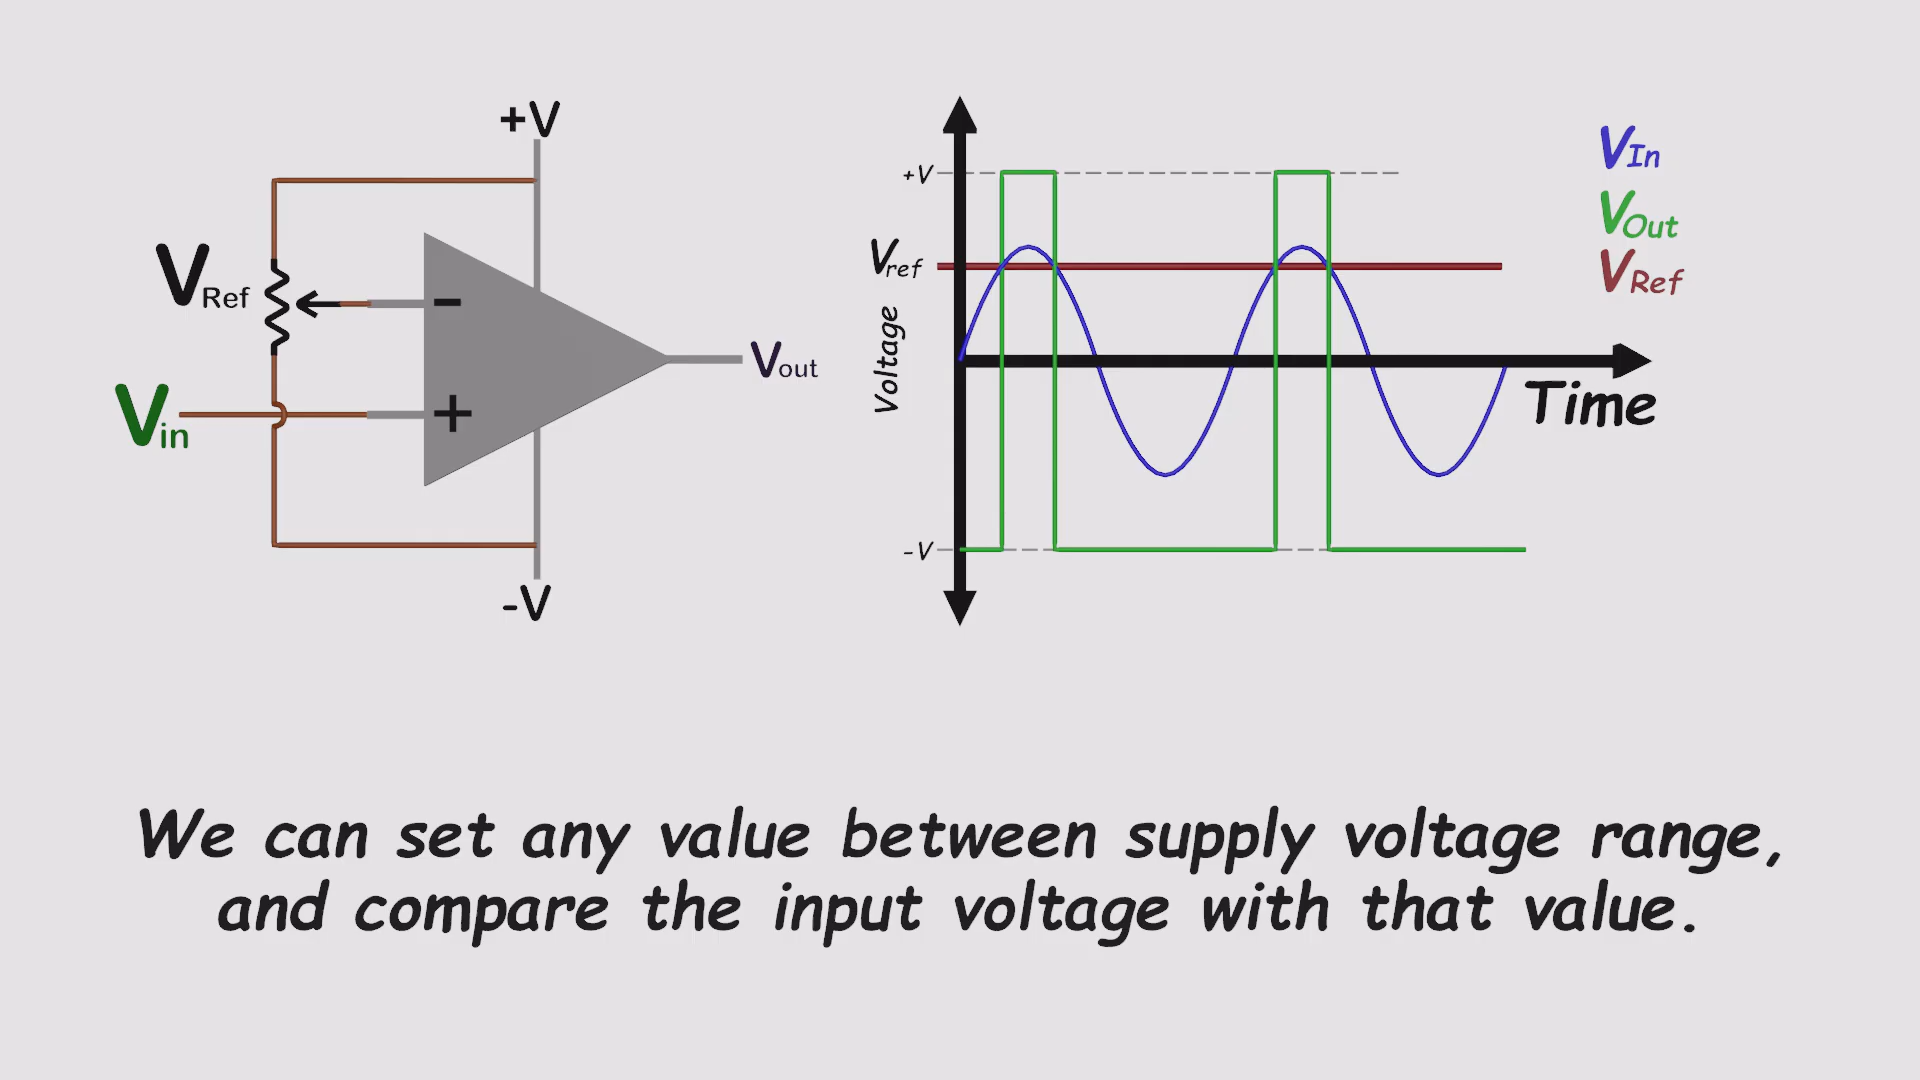 +V
VRef
-
Vin
+
Vout
-V
+V
Vref
Voltage
-V
Time
VIn
VOut
VRef
We can set any value between supply voltage range,
and compare the input voltage with that value.